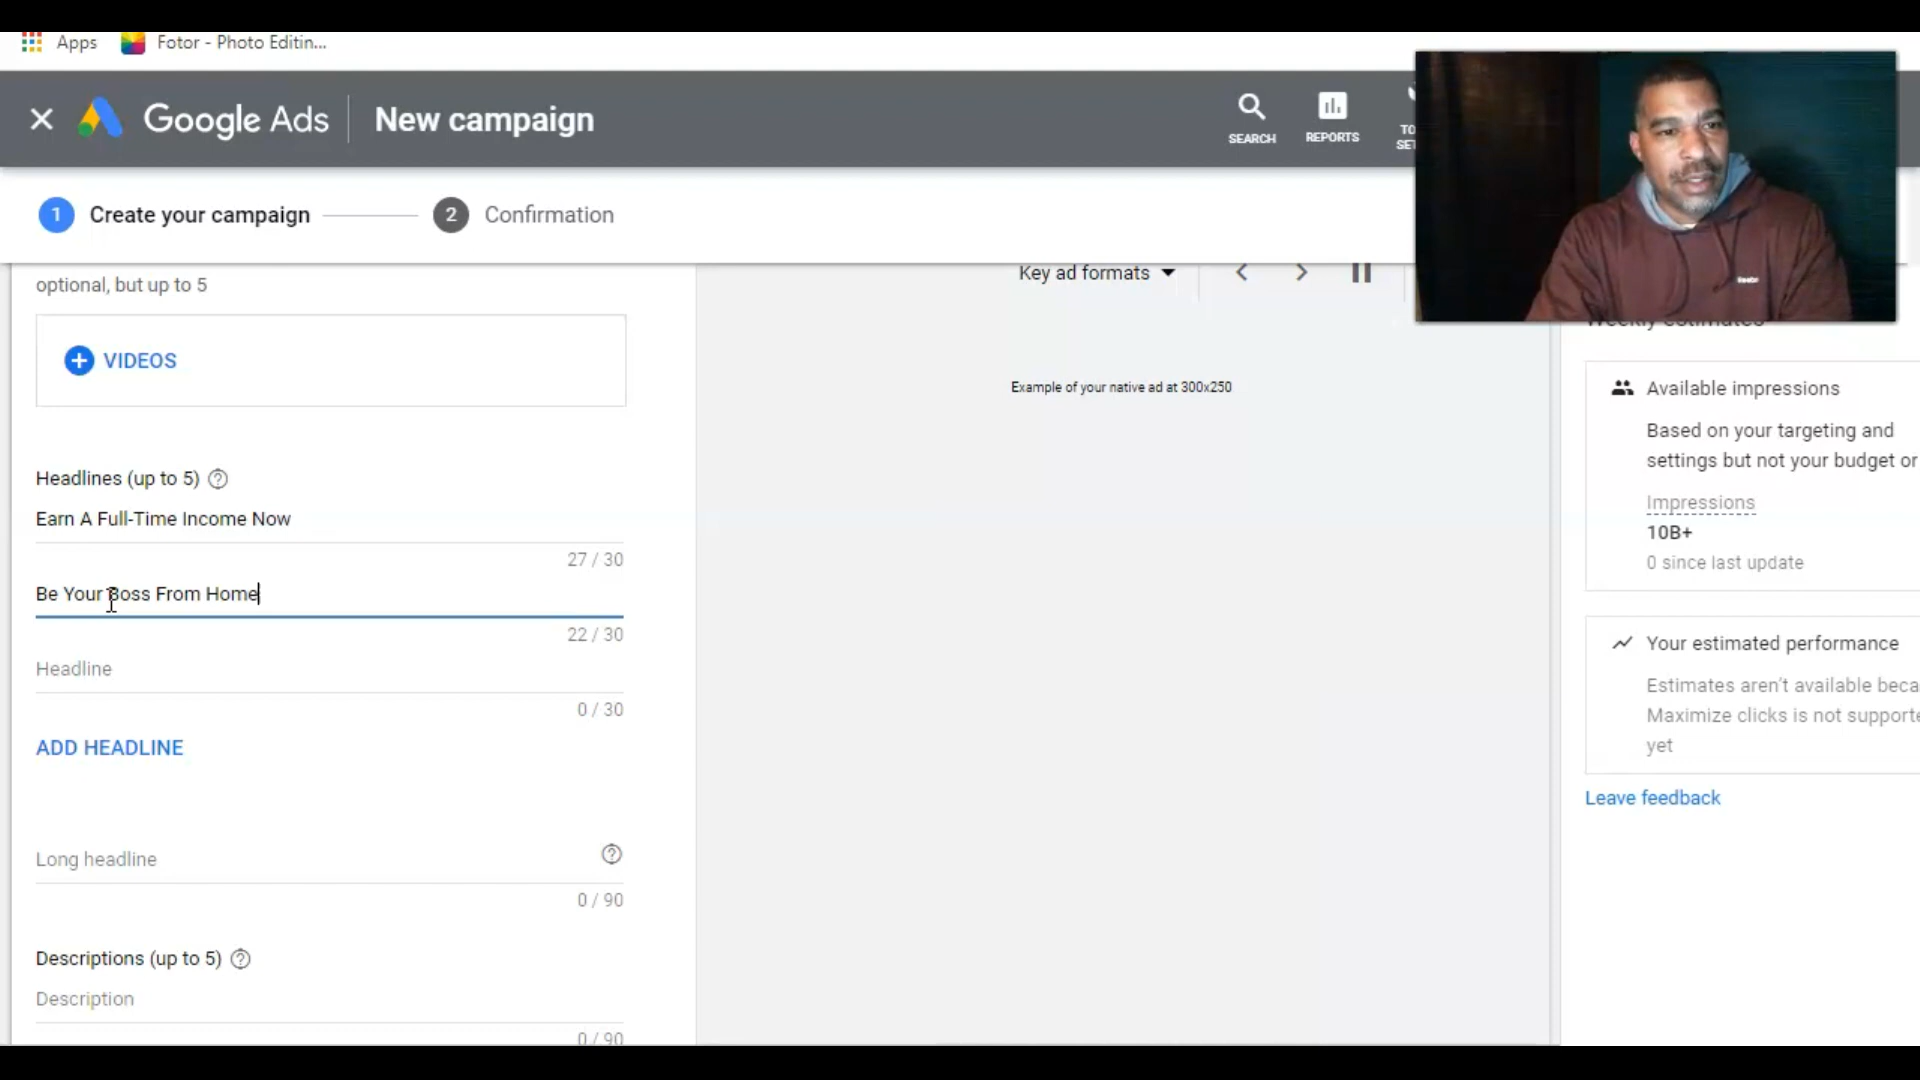 Apps
Fotor - Photo Editin...
Google Ads
New campaign
SEARCH
REPORTS
1 Create your campaign
2 Confirmation
optional, but up to 5
Key ad formats
VIDEOS
Example of your native ad at 300x250
Headlines (up to 5)
Earn A Full-Time Income Now
27 / 30
Be Your Boss From Home
22 / 30
Headline
0 / 30
ADD HEADLINE
Long headline
0 / 90
Descriptions (up to 5)
Description
0 / 90
Weekly estimates
Available impressions
Based on your targeting and
settings but not your budget or
Impressions
10B+
0 since last update
Your estimated performance
Estimates aren't available beca
Maximize clicks is not supporte
yet
Leave feedback